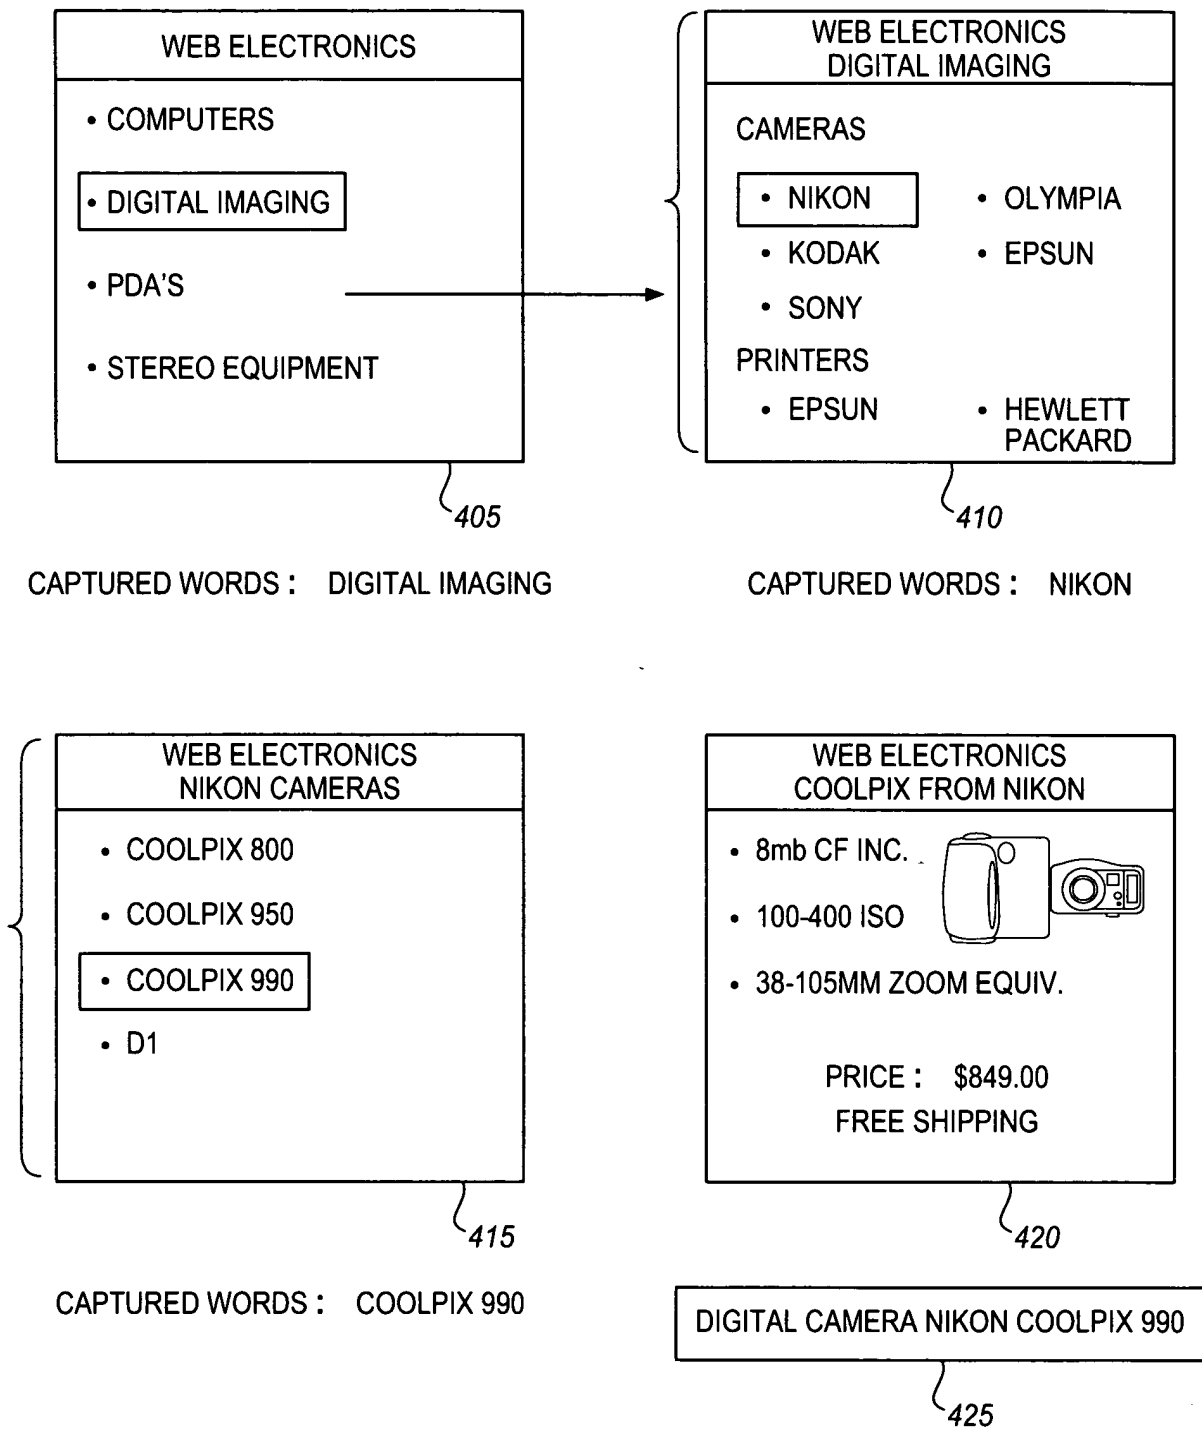 WEB ELECTRONICS
• COMPUTERS
• DIGITAL IMAGING
• PDA'S
• STEREO EQUIPMENT
405
CAPTURED WORDS : DIGITAL IMAGING
WEB ELECTRONICS
DIGITAL IMAGING
CAMERAS
• NIKON • OLYMPIA
• KODAK • EPSUN
• SONY
PRINTERS
• EPSUN • HEWLETT
PACKARD
410
CAPTURED WORDS : NIKON
WEB ELECTRONICS
NIKON CAMERAS
• COOLPIX 800
• COOLPIX 950
• COOLPIX 990
• D1
415
CAPTURED WORDS : COOLPIX 990
WEB ELECTRONICS
COOLPIX FROM NIKON
• 8mb CF INC.
• 100-400 ISO
• 38-105MM ZOOM EQUIV.
PRICE : $849.00
FREE SHIPPING
420
DIGITAL CAMERA NIKON COOLPIX 990
425